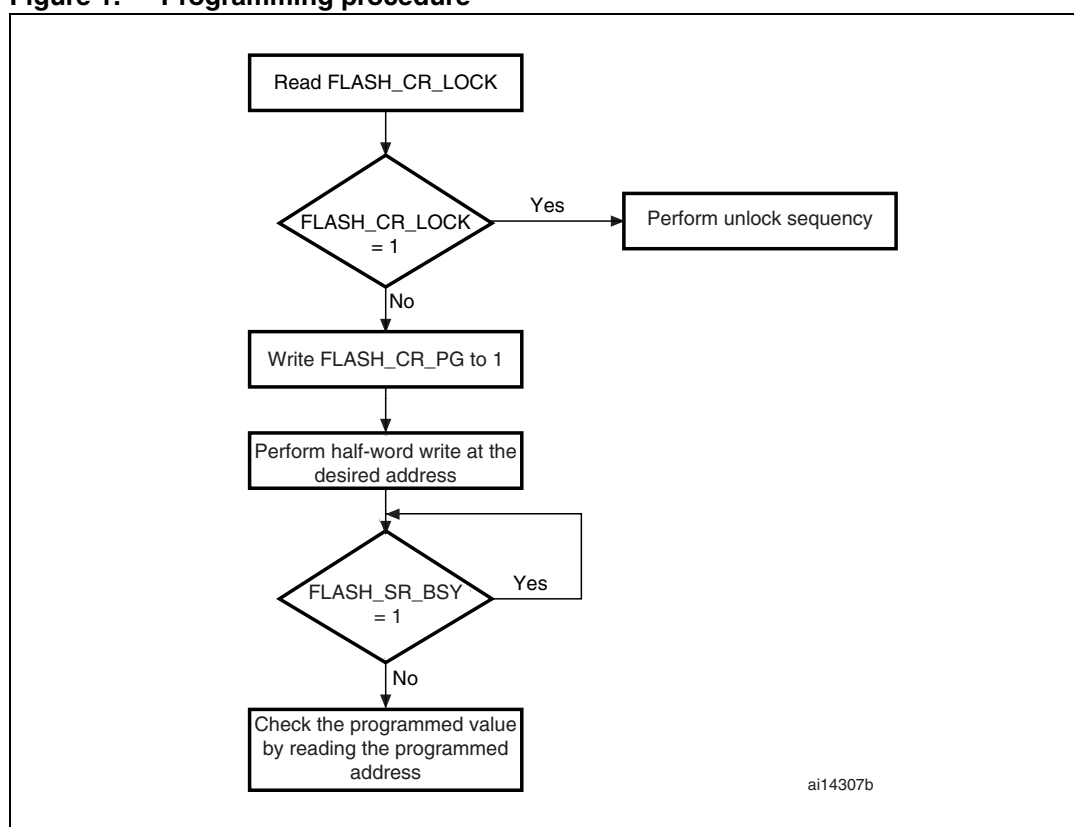 Figure 1. Programming procedure
Read FLASH_CR_LOCK
FLASH_CR_LOCK
= 1
Yes
Perform unlock sequency
No
Write FLASH_CR_PG to 1
Perform half-word write at the
desired address
FLASH_SR_BSY
= 1
Yes
No
Check the programmed value
by reading the programmed
address
ai14307b